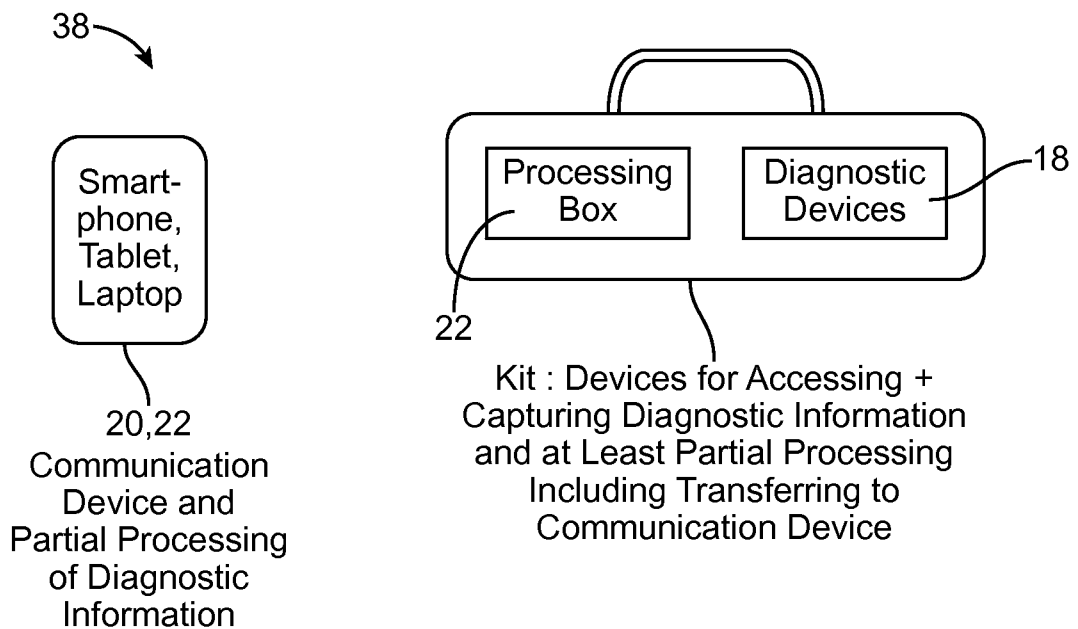 38
Smart-
phone,
Tablet,
Laptop
20,22
Communication
Device and
Partial Processing
of Diagnostic
Information
Processing
Box
22
Diagnostic
Devices
18
Kit : Devices for Accessing +
Capturing Diagnostic Information
and at Least Partial Processing
Including Transferring to
Communication Device